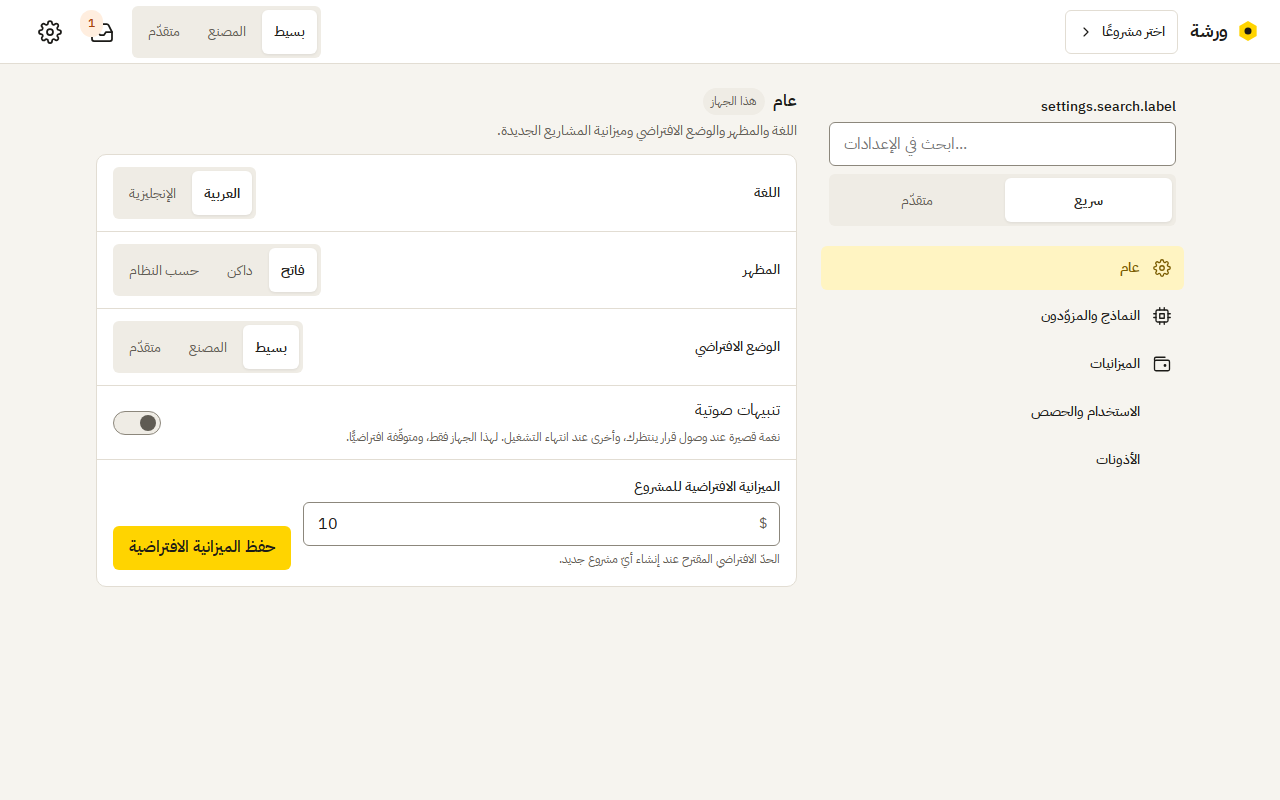 ورشة
اختر مشروعًا
بسيط
المصنع
متقدّم
1
settings.search.label
ابحث في الإعدادات...
سريع
متقدّم
عام
النماذج والمزوّدون
الميزانيات
الاستخدام والحصص
الأذونات
عام هذا الجهاز
اللغة والمظهر والوضع الافتراضي وميزانية المشاريع الجديدة.
اللغة
العربية
الإنجليزية
المظهر
فاتح
داكن
حسب النظام
الوضع الافتراضي
بسيط
المصنع
متقدّم
تنبيهات صوتية
نغمة قصيرة عند وصول قرار ينتظرك، وأخرى عند انتهاء التشغيل. لهذا الجهاز فقط، ومتوقّفة افتراضيًّا.
الميزانية الافتراضية للمشروع
$ 10
حفظ الميزانية الافتراضية
الحدّ الافتراضي المقترح عند إنشاء أيّ مشروع جديد.